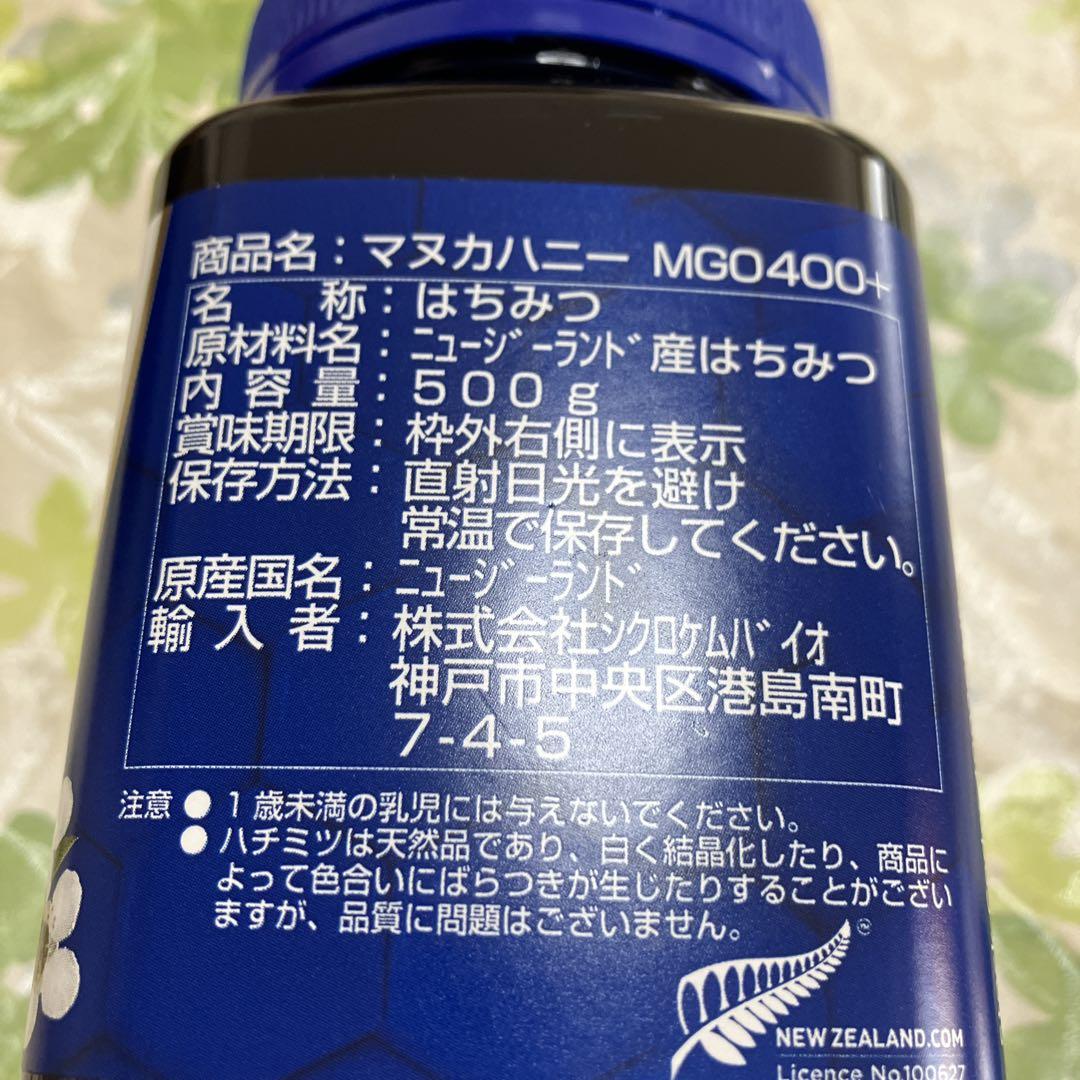 商品名：マヌカハニー MGO400+
名　　称：はちみつ
原材料名：ﾆｭｰｼﾞｰﾗﾝﾄﾞ産はちみつ
内 容 量：５００ｇ
賞味期限：枠外右側に表示
保存方法：直射日光を避け
常温で保存してください。
原産国名：ﾆｭｰｼﾞｰﾗﾝﾄﾞ
輸 入 者：株式会社ｼｸﾛｹﾑﾊﾞｲｵ
神戸市中央区港島南町
7-4-5
注意 ● 1歳未満の乳児には与えないでください。
● ハチミツは天然品であり、白く結晶化したり、商品に
よって色合いにばらつきが生じたりすることがござい
ますが、品質に問題はございません。
™
NEW ZEALAND.COM
Licence No.100627